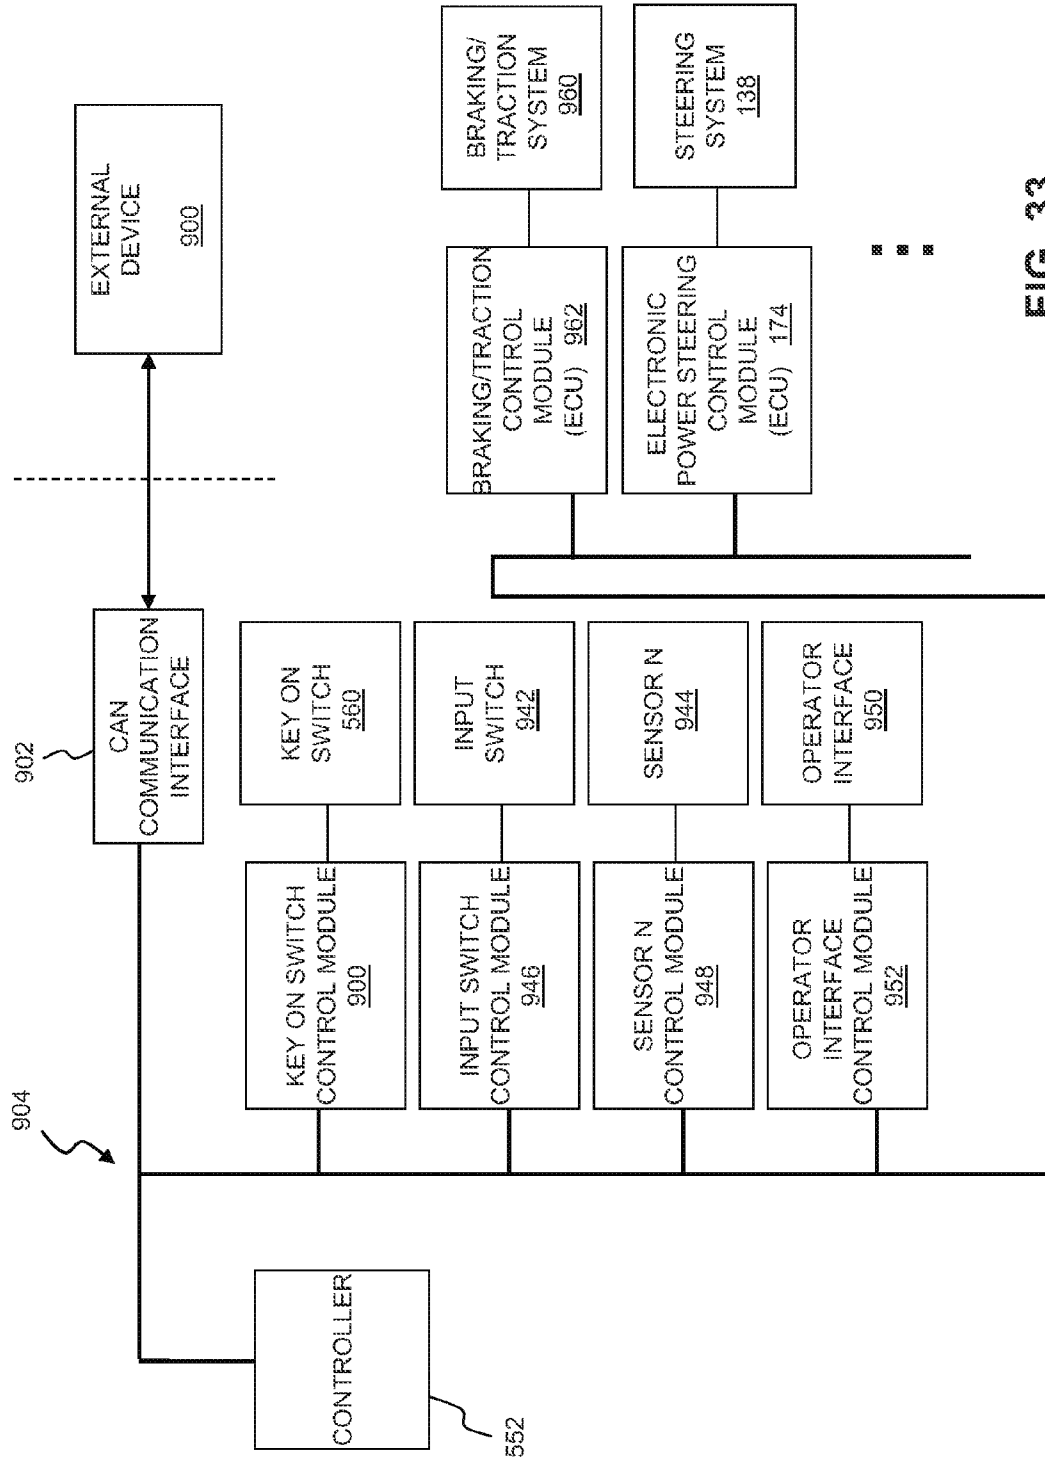 904
902
CONTROLLER
552
CAN
COMMUNICATION
INTERFACE
EXTERNAL
DEVICE
900
KEY ON SWITCH
CONTROL MODULE
900
KEY ON
SWITCH
560
INPUT SWITCH
CONTROL MODULE
946
INPUT
SWITCH
942
SENSOR N
CONTROL MODULE
948
SENSOR N
944
OPERATOR
INTERFACE
CONTROL MODULE
952
OPERATOR
INTERFACE
950
BRAKING/TRACTION
CONTROL
MODULE
(ECU) 962
BRAKING/
TRACTION
SYSTEM
960
ELECTRONIC
POWER STEERING
CONTROL
MODULE
(ECU) 174
STEERING
SYSTEM
138
FIG. 33